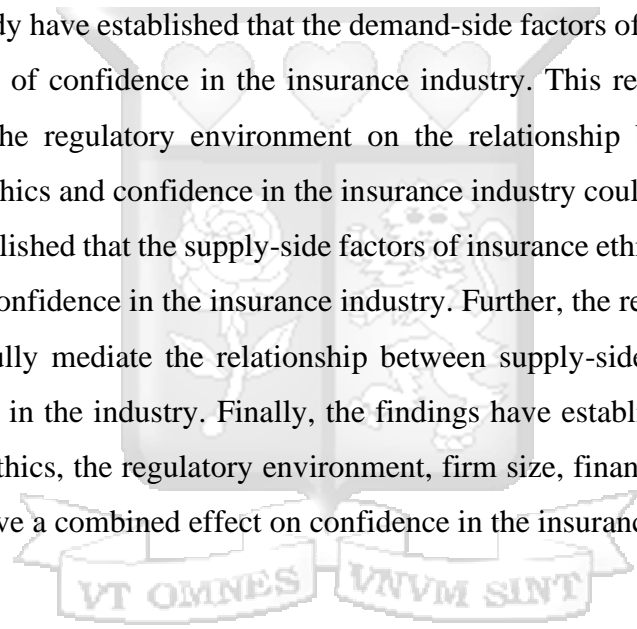 dy have established that the demand-side factors of
of confidence in the insurance industry. This re
he regulatory environment on the relationship
hics and confidence in the insurance industry coul
lished that the supply-side factors of insurance ethi
onfidence in the insurance industry. Further, the re
ully mediate the relationship between supply-side
in the industry. Finally, the findings have establi
thics, the regulatory environment, firm size, finan
ve a combined effect on confidence in the insuranc
VT OMNES VNVM SINT